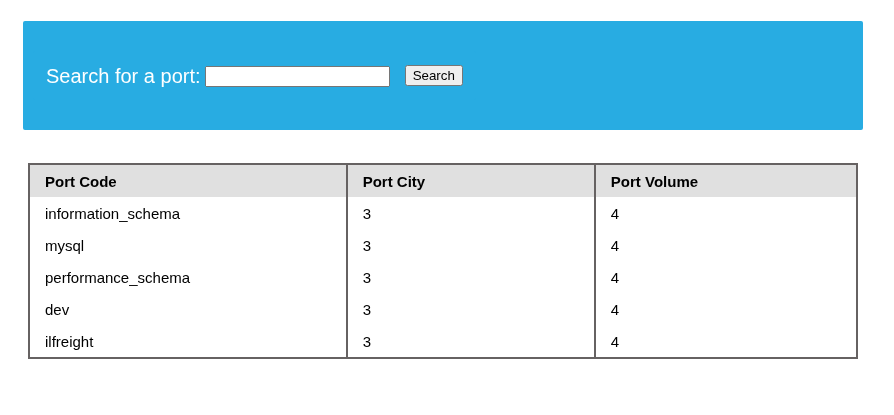 Search for a port: Search
Port Code Port City Port Volume
information_schema 3 4
mysql 3 4
performance_schema 3 4
dev 3 4
ilfreight 3 4